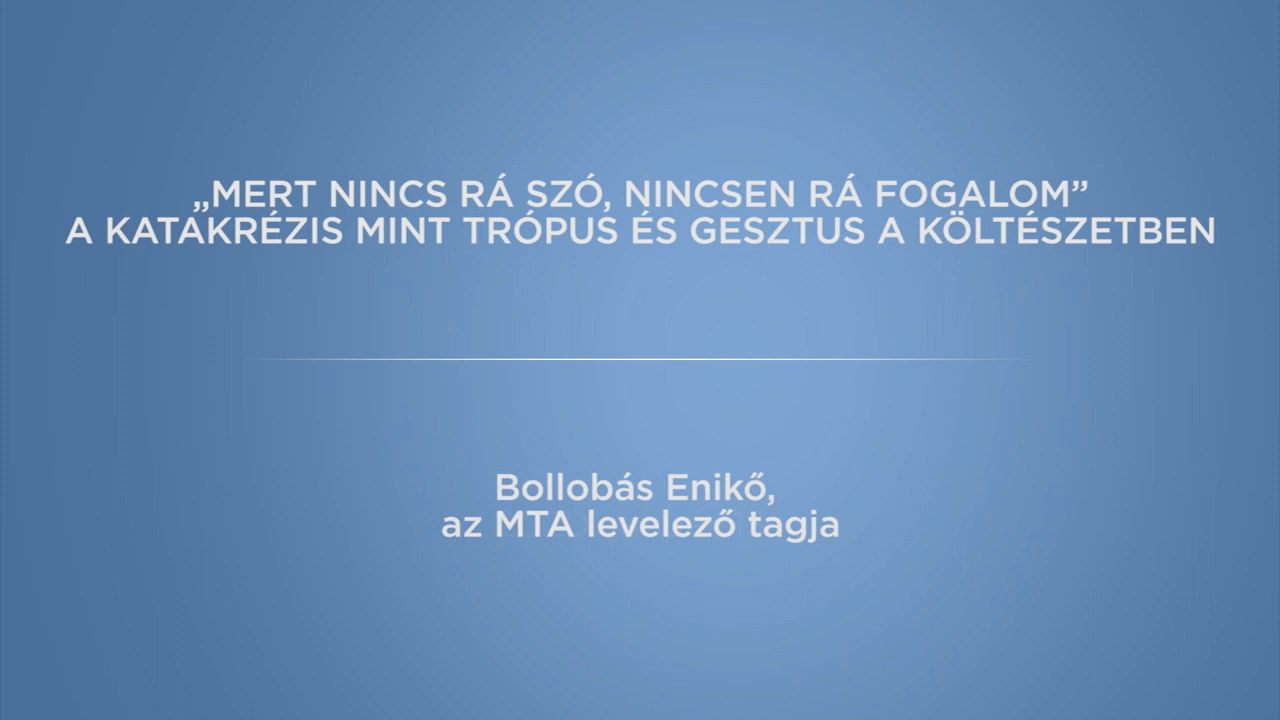 „MERT NINCS RÁ SZÓ, NINCSEN RÁ FOGALOM”
A KATAKRÉZIS MINT TRÓPUS ÉS GESZTUS A KÖLTÉSZETBEN
Bollobás Enikő,
az MTA levelező tagja